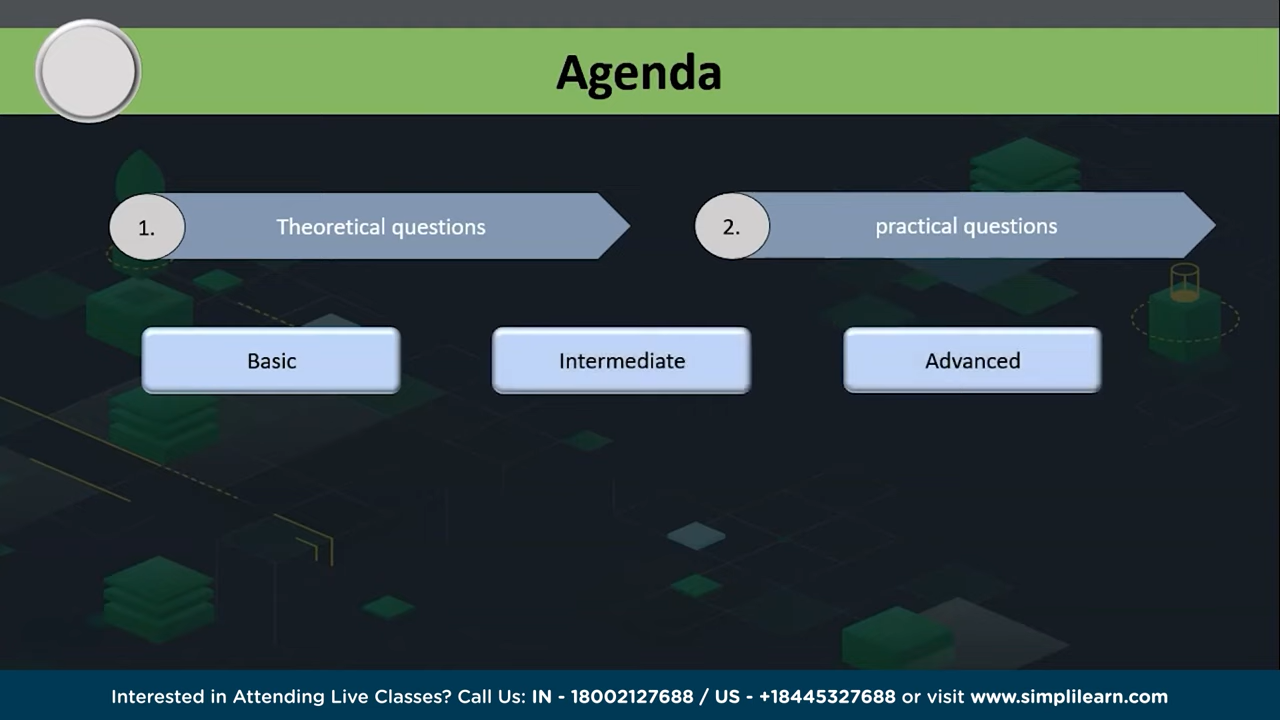 Agenda
1. Theoretical questions
2. practical questions
Basic
Intermediate
Advanced
Interested in Attending Live Classes? Call Us: IN - 18002127688 / US - +18445327688 or visit www.simplilearn.com